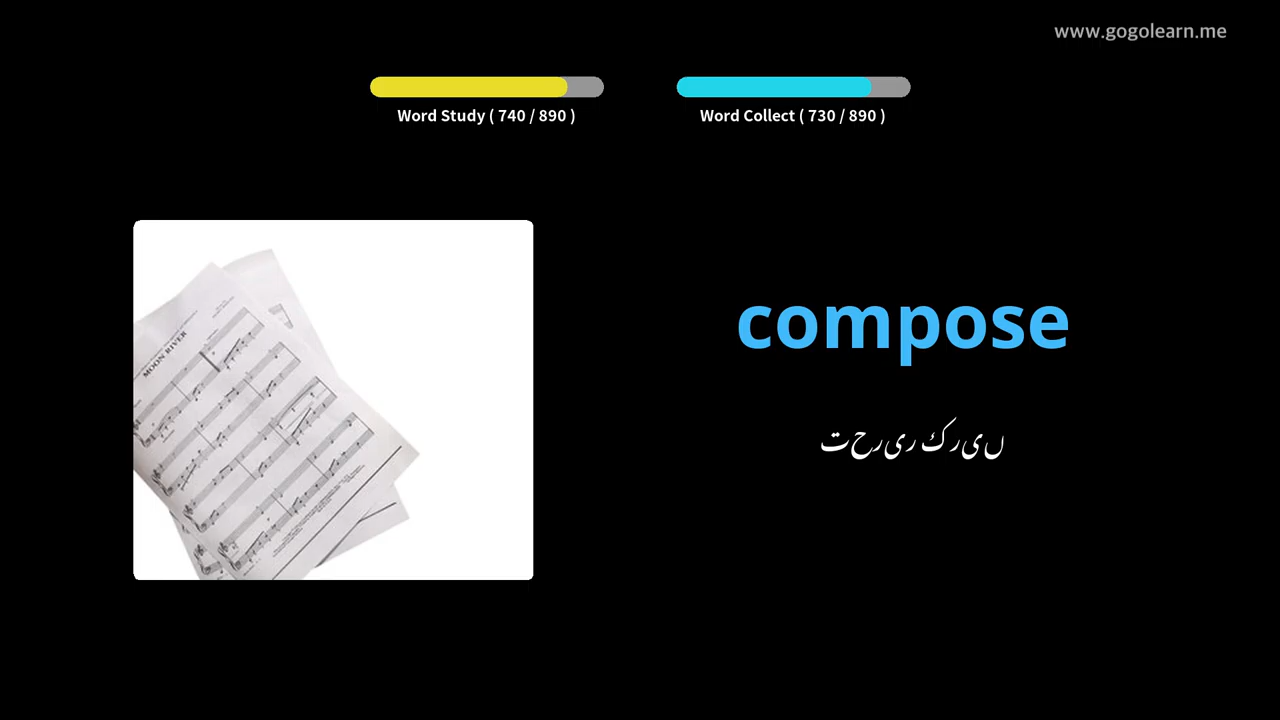 www.gogolearn.me
Word Study ( 740 / 890 )
Word Collect ( 730 / 890 )
MOON RIVER
compose
تحریر کریں